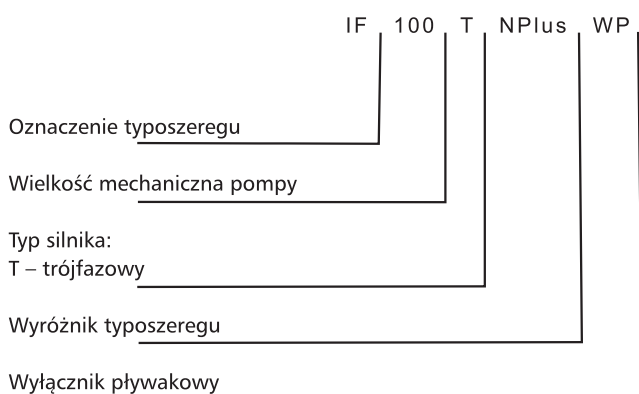 IF 100 T NPlus WP
Oznaczenie typoszeregu
Wielkość mechaniczna pompy
Typ silnika:
T – trójfazowy
Wyróżnik typoszeregu
Wyłącznik pływakowy